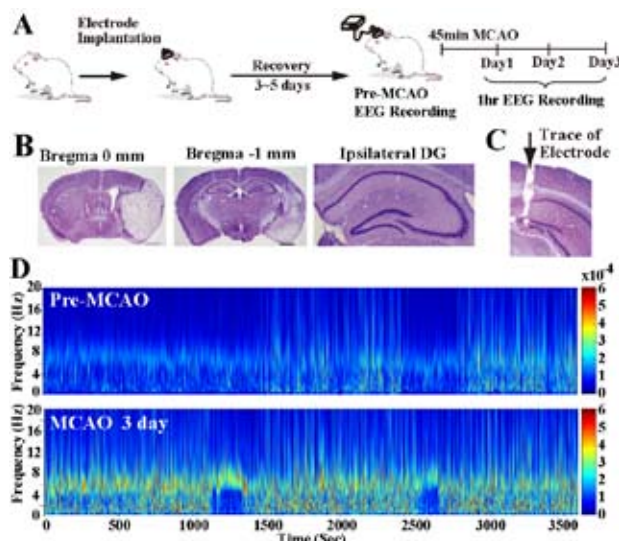 A
Electrode
Implantation
Recovery
3~5 days
Pre-MCAO
EEG Recording
45min MCAO
Day1
Day2
Day3
1hr EEG Recording
B
Bregma 0 mm
Bregma -1 mm
Ipsilateral DG
C
Trace of
Electrode
D
x10⁻⁴
Pre-MCAO
Frequency (Hz)
20
16
12
8
4
0
6
5
4
3
2
1
0
MCAO 3 day
Frequency (Hz)
20
16
12
8
4
0
6
5
4
3
2
1
0
0 500 1000 1500 2000 2500 3000 3500
Time (Sec)